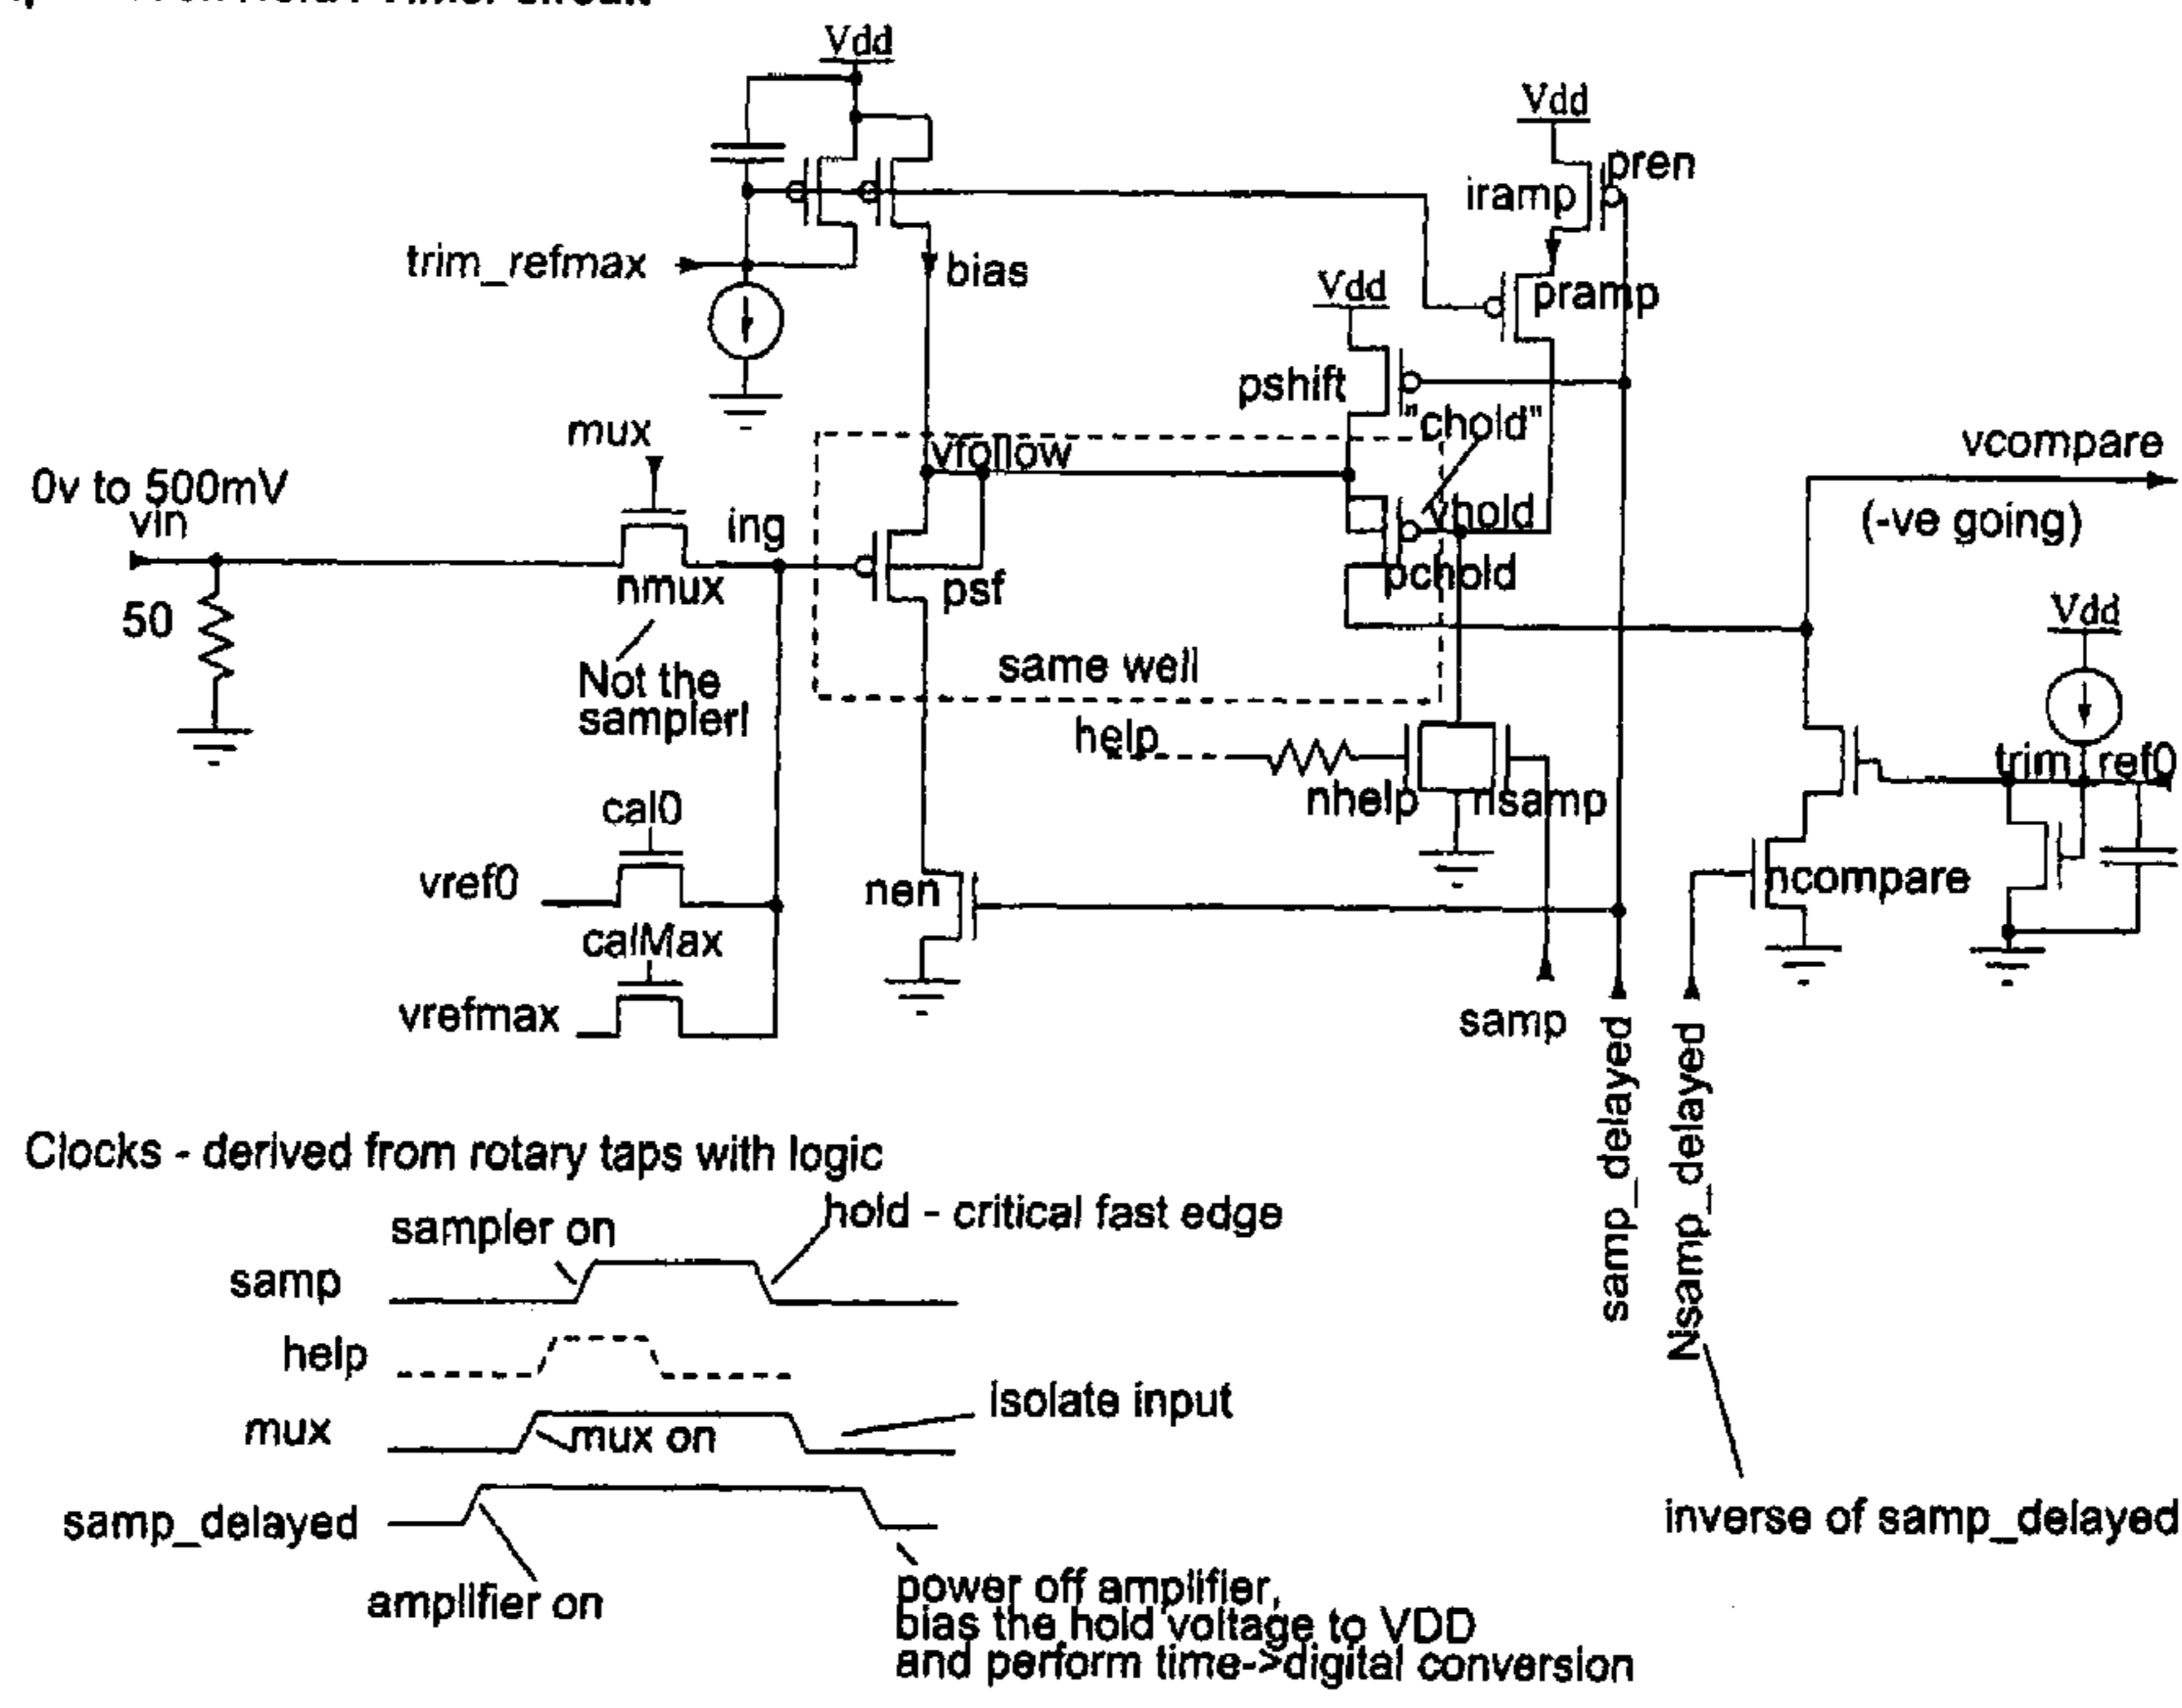 Vdd
Vdd
pren
iramp
trim_refmax
bias
Vdd
pramp
pshift
"chold"
mux
vfollow
vcompare
0v to 500mV
vin
ing
vhold
(-ve going)
50
nmux
psf
pchold
Vdd
Not the
sampler!
same well
help
trim_ref0
nhelp
nsamp
cal0
vref0
nen
ncompare
calMax
vrefmax
samp
samp_delayed
Nsamp_delayed
Clocks - derived from rotary taps with logic
sampler on
hold - critical fast edge
samp
help
Isolate input
mux
mux on
samp_delayed
inverse of samp_delayed
amplifier on
power off amplifier,
bias the hold voltage to VDD
and perform time->digital conversion